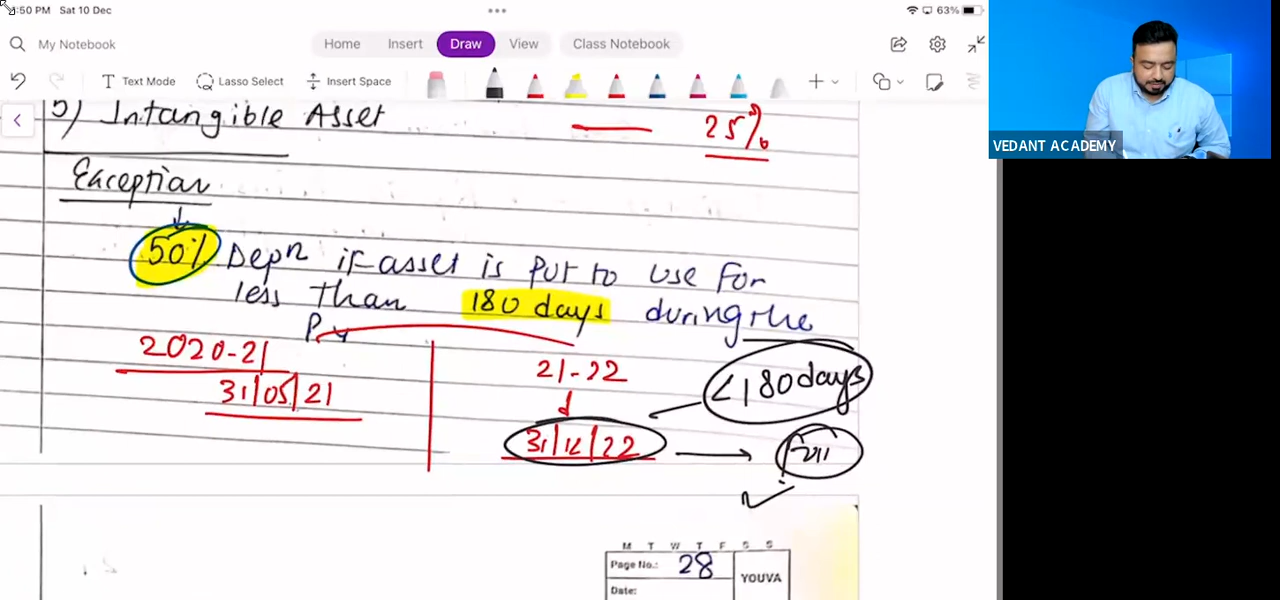 :50 PM Sat 10 Dec
63%
My Notebook
Home Insert Draw View Class Notebook
Text Mode Lasso Select Insert Space
VEDANT ACADEMY
5) Intangible Asset 25%
Exception
50% Depn if asset is put to use for
less than 180 days during the
P.Y
2020-21
31/05/21
21-22
<180 days
31/12/22
Full
M T W T F S S
Page No.: 28
YOUVA
Date: